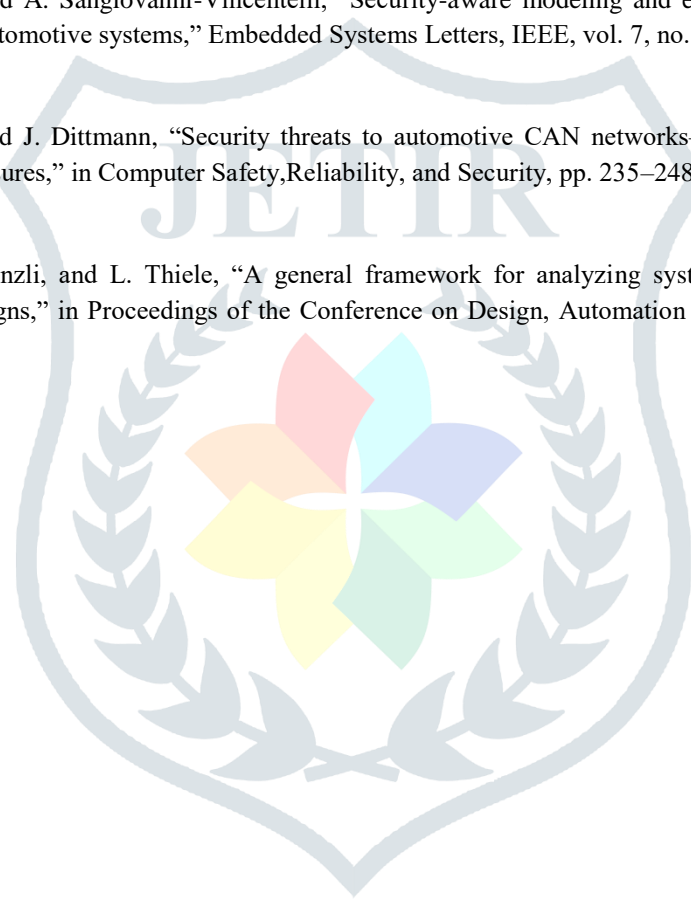 d A. Sangiovanni-Vincentelli, “Security-aware modeling and e
tomotive systems,” Embedded Systems Letters, IEEE, vol. 7, no.
d J. Dittmann, “Security threats to automotive CAN networks-
ures,” in Computer Safety,Reliability, and Security, pp. 235–248
JETIR
nzli, and L. Thiele, “A general framework for analyzing syst
gns,” in Proceedings of the Conference on Design, Automation